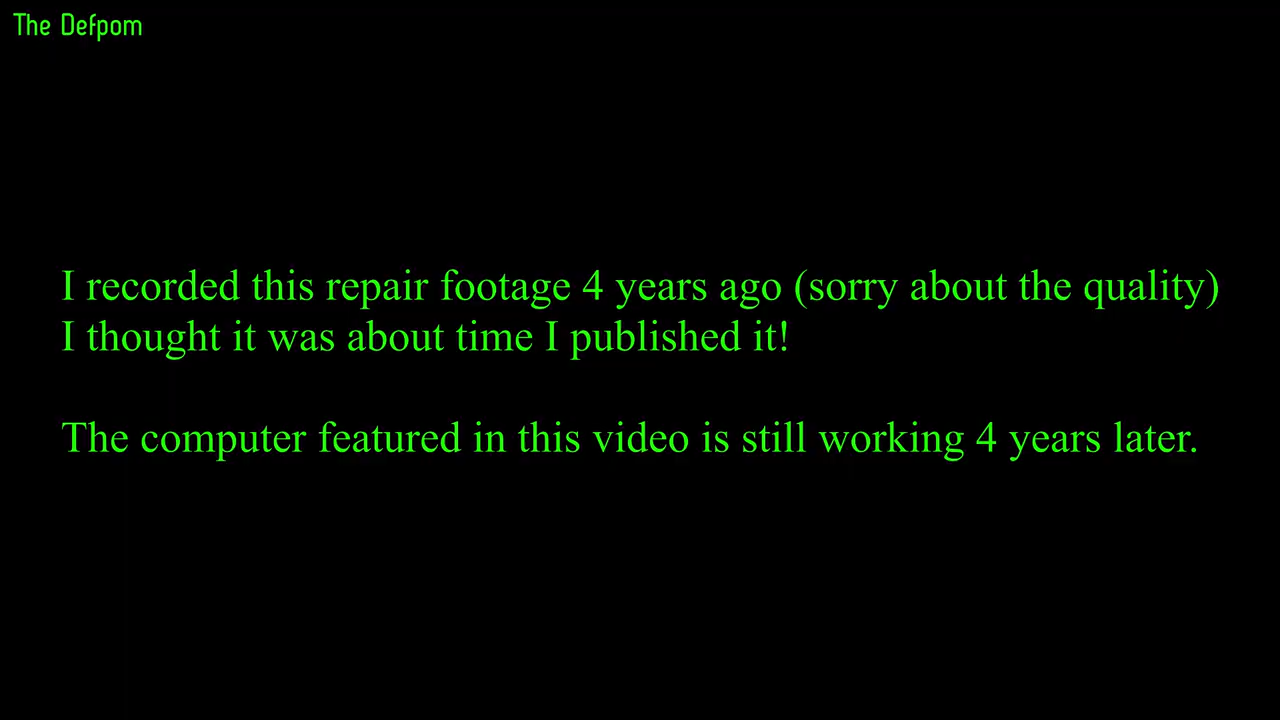 The Defpom
I recorded this repair footage 4 years ago (sorry about the quality)
I thought it was about time I published it!
The computer featured in this video is still working 4 years later.